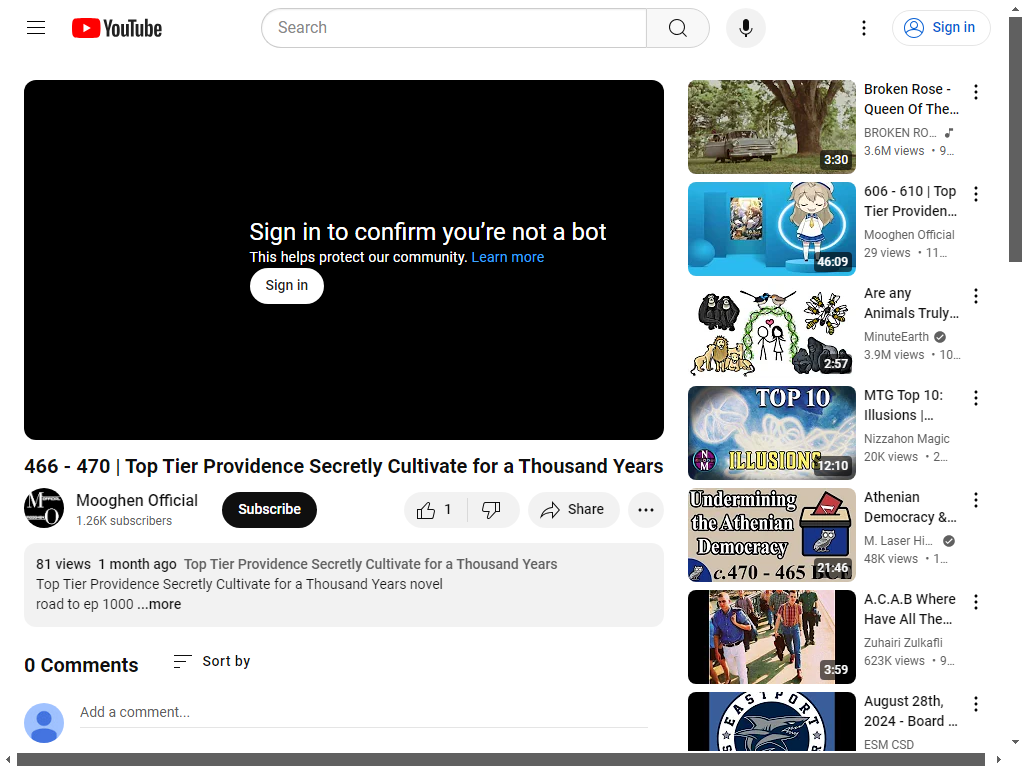 YouTube
Search
Sign in
Sign in to confirm you’re not a bot
This helps protect our community. Learn more
Sign in
466 - 470 | Top Tier Providence Secretly Cultivate for a Thousand Years
M
OFFICIAL
O
Mooghen Official
1.26K subscribers
Subscribe
1
Share
81 views 1 month ago Top Tier Providence Secretly Cultivate for a Thousand Years
Top Tier Providence Secretly Cultivate for a Thousand Years novel
road to ep 1000 ...more
0 Comments
Sort by
Add a comment...
3:30
Broken Rose -
Queen Of The...
BROKEN RO...
3.6M views • 9...
46:09
606 - 610 | Top
Tier Providen...
Mooghen Official
29 views • 11...
2:57
Are any
Animals Truly...
MinuteEarth
3.9M views • 10...
TOP 10
ILLUSIONS
12:10
MTG Top 10:
Illusions |...
Nizzahon Magic
20K views • 2...
Undermining
the Athenian
Democracy
c.470 - 465 BCE
21:46
Athenian
Democracy &...
M. Laser Hi...
48K views • 1...
3:59
A.C.A.B Where
Have All The...
Zuhairi Zulkafli
623K views • 9...
EASTPORT
August 28th,
2024 - Board ...
ESM CSD